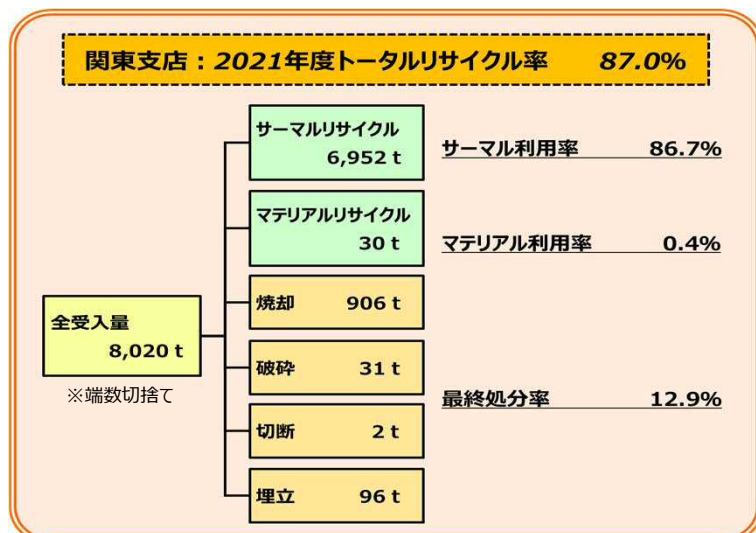 関東支店：2021年度トータルリサイクル率 87.0%
サーマルリサイクル
6,952 t
サーマル利用率 86.7%
マテリアルリサイクル
30 t
マテリアル利用率 0.4%
全受入量
8,020 t
※端数切捨て
焼却 906 t
破砕 31 t
切断 2 t
埋立 96 t
最終処分率 12.9%